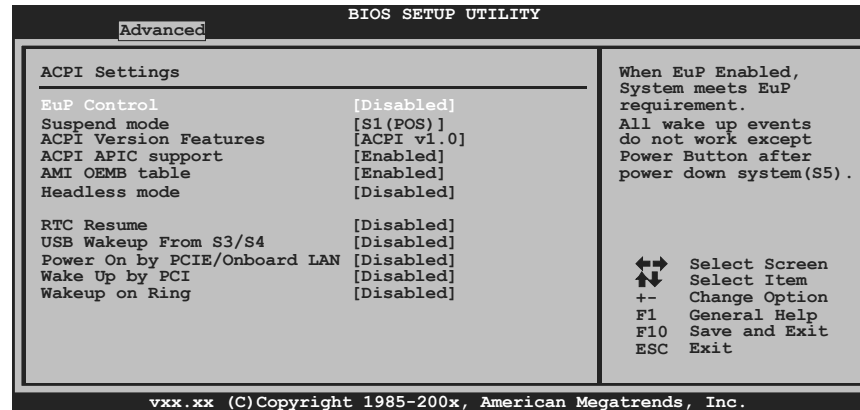 BIOS SETUP UTILITY
Advanced
ACPI Settings
EuP Control [Disabled]
Suspend mode [S1(POS)]
ACPI Version Features [ACPI v1.0]
ACPI APIC support [Enabled]
AMI OEMB table [Enabled]
Headless mode [Disabled]
RTC Resume [Disabled]
USB Wakeup From S3/S4 [Disabled]
Power On by PCIE/Onboard LAN [Disabled]
Wake Up by PCI [Disabled]
Wakeup on Ring [Disabled]
When EuP Enabled,
System meets EuP
requirement.
All wake up events
do not work except
Power Button after
power down system(S5).
Select Screen
Select Item
+- Change Option
F1 General Help
F10 Save and Exit
ESC Exit
vxx.xx (C)Copyright 1985-200x, American Megatrends, Inc.